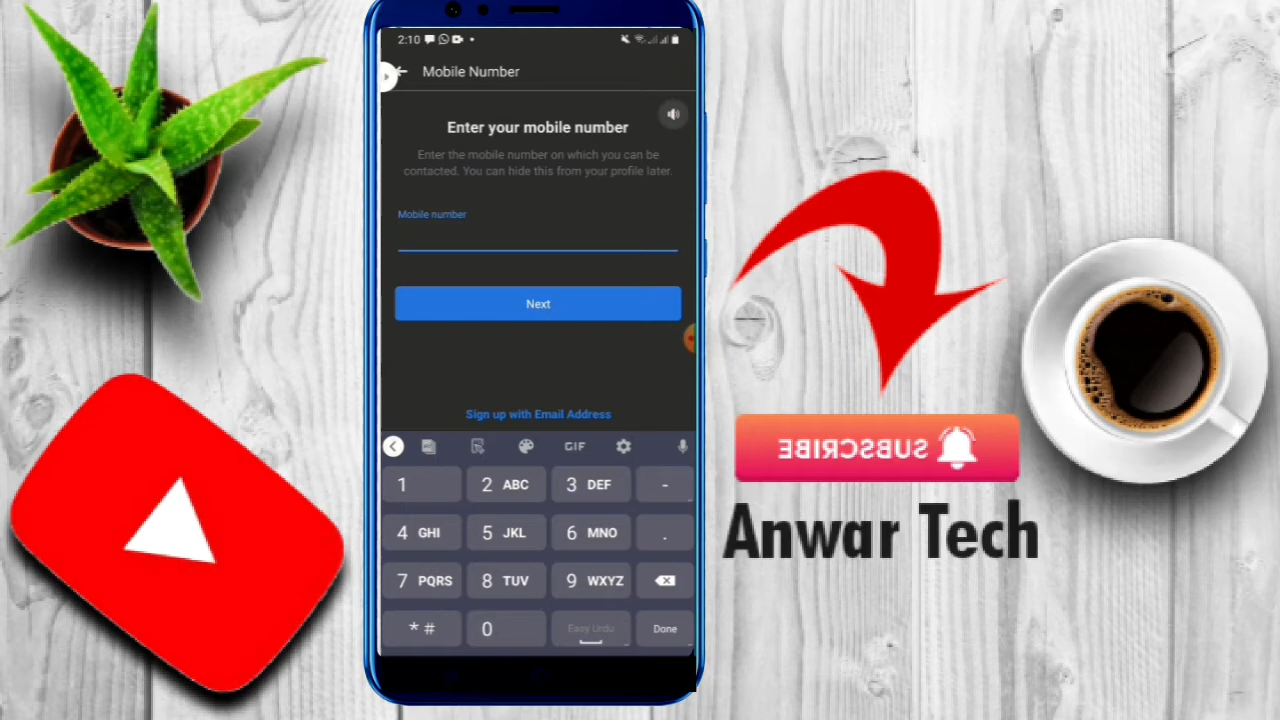 2:10
Mobile Number
Enter your mobile number
Enter the mobile number on which you can be
contacted. You can hide this from your profile later.
Mobile number
Next
Sign up with Email Address
GIF
1
2 ABC
3 DEF
-
4 GHI
5 JKL
6 MNO
.
7 PQRS
8 TUV
9 WXYZ
* #
0
Easy Urdu
Done
SUBSCRIBE
Anwar Tech